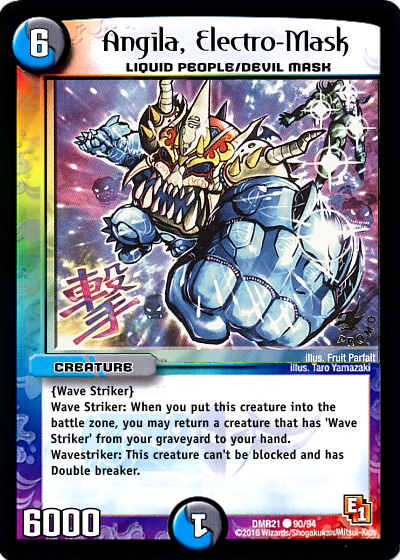 6
Angila, Electro-Mask
LIQUID PEOPLE/DEVIL MASK
撃
PROMO
illus. Fruit Parfait
illus. Taro Yamazaki
CREATURE
{Wave Striker}
Wave Striker: When you put this creature into the
battle zone, you may return a creature that has 'Wave
Striker' from your graveyard to your hand.
Wavestriker: This creature can't be blocked and has
Double breaker.
E1
6000
1
DMR21 ● 90/94
©2016 Wizards/Shogakukan/Mitsui-Kids